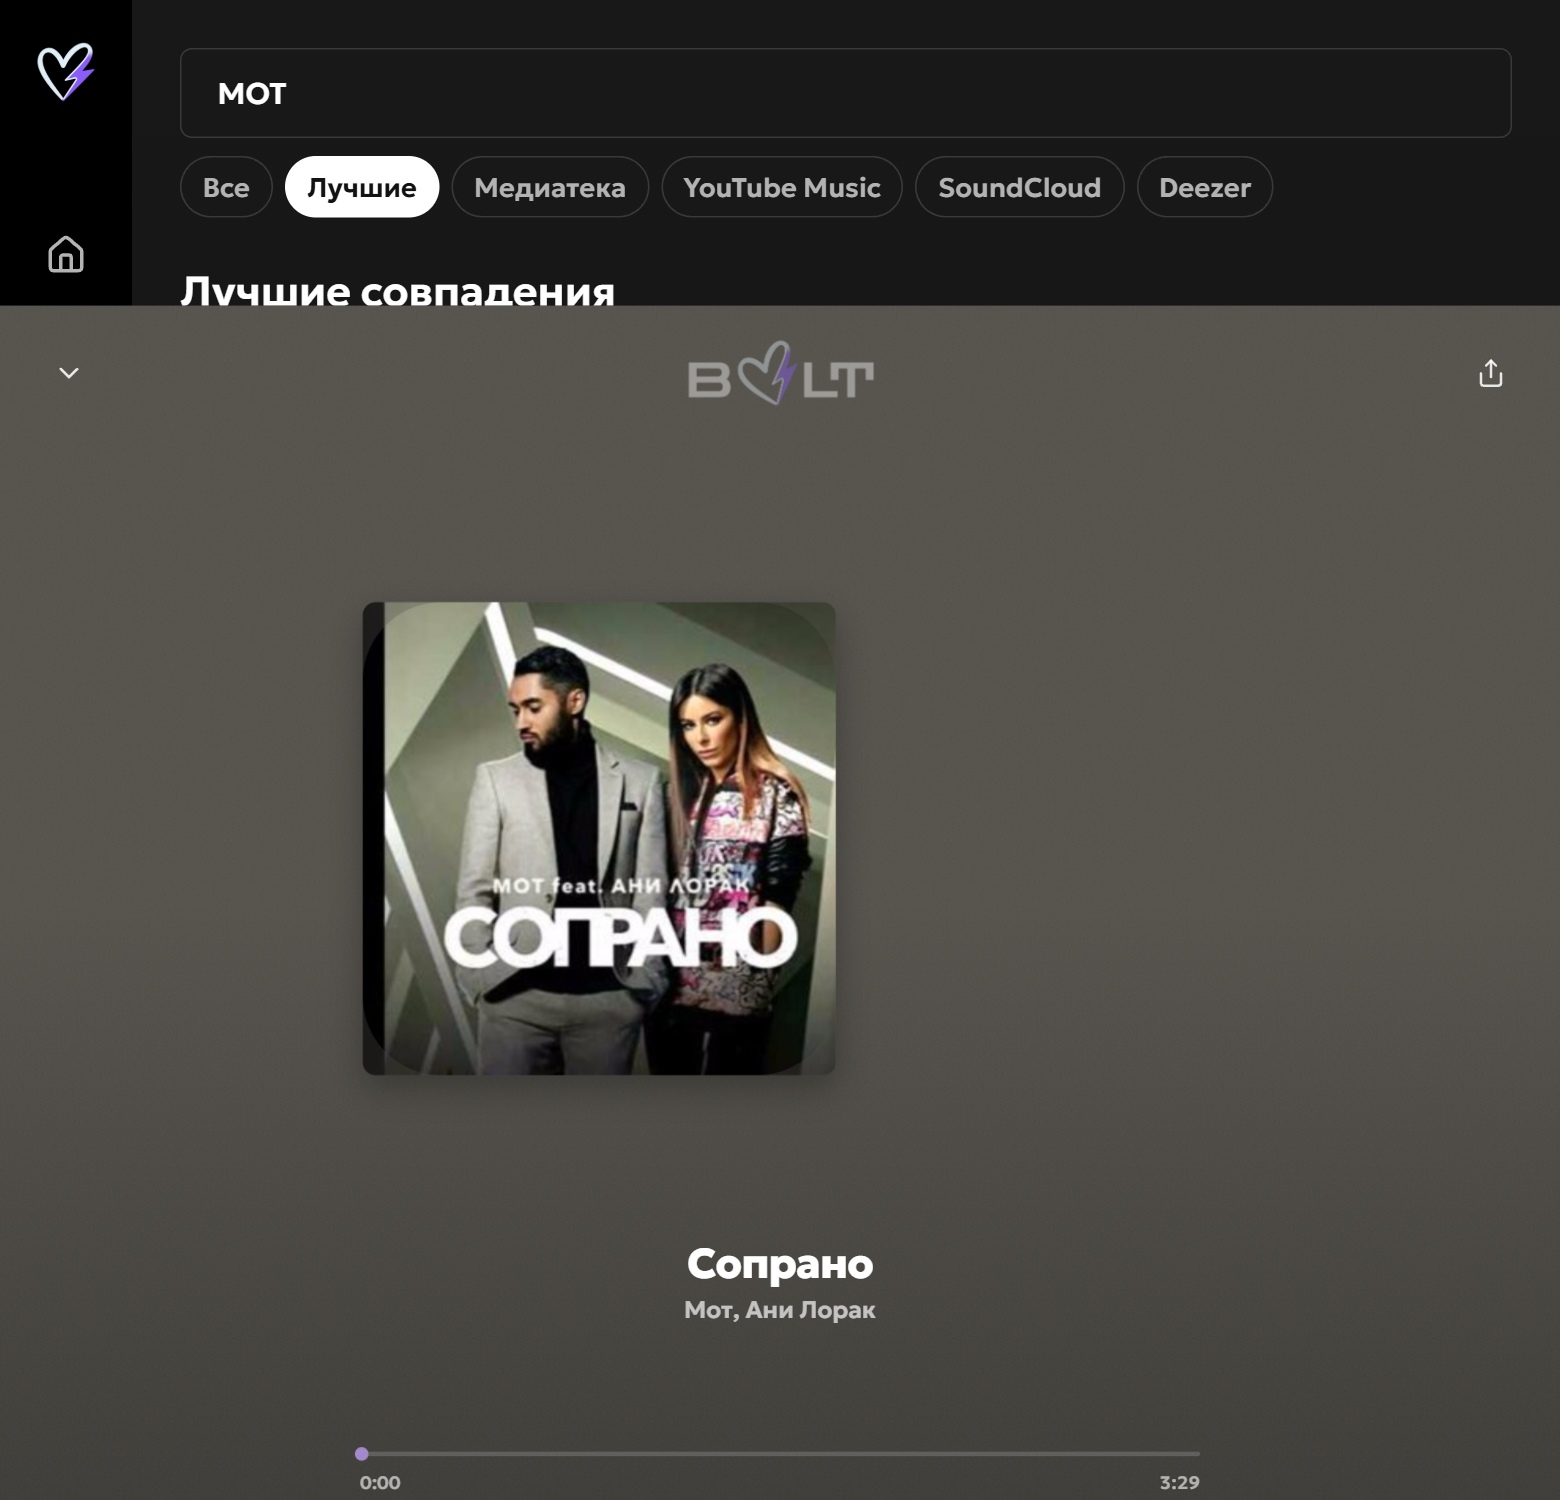 МОТ
Все
Лучшие
Медиатека
YouTube Music
SoundCloud
Deezer
Лучшие совпадения
BOLT
МОТ feat. АНИ ЛОРАК
СОПРАНО
Сопрано
Мот, Ани Лорак
0:00
3:29